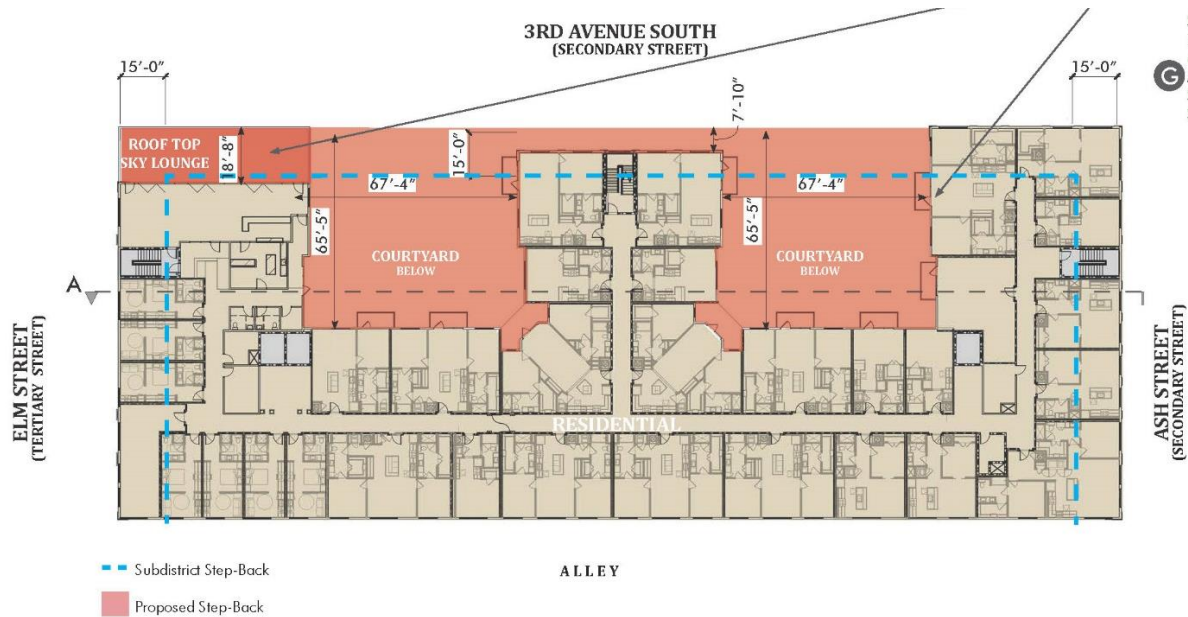 3RD AVENUE SOUTH
(SECONDARY STREET)
15'-0"
15'-0"
G
ROOF TOP
SKY LOUNGE
18'-8"
15'-0"
7'-10"
67'-4"
67'-4"
65'-5"
65'-5"
COURTYARD
BELOW
COURTYARD
BELOW
A
ELM STREET
(TERTIARY STREET)
ASH STREET
(SECONDARY STREET)
RESIDENTIAL
Subdistrict Step-Back
ALLEY
Proposed Step-Back